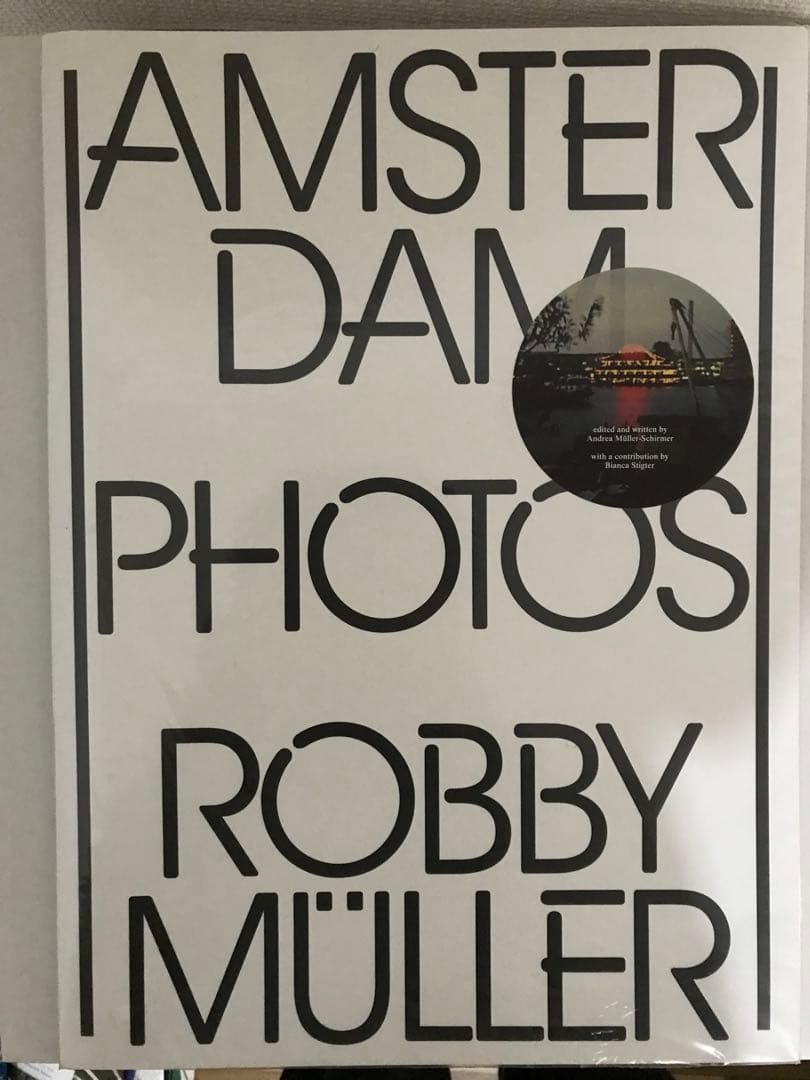 AMSTER
DAM
PHOTOS
ROBBY
MÜLLER
edited and written by
Andrea Müller-Schirmer
with a contribution by
Bianca Stigter